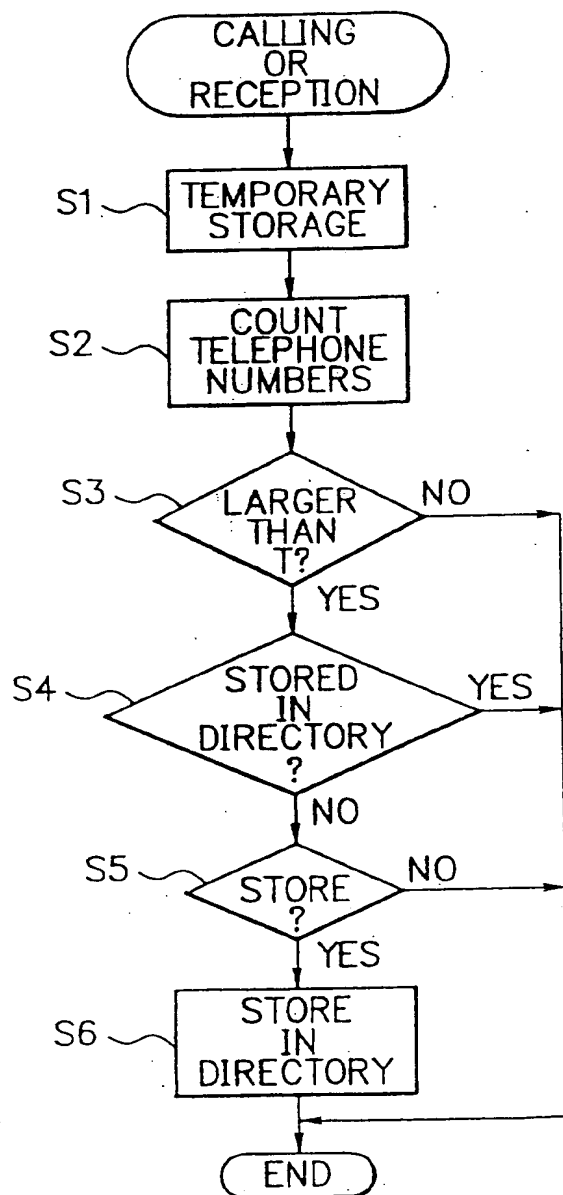 CALLING
OR
RECEPTION
S1
TEMPORARY
STORAGE
S2
COUNT
TELEPHONE
NUMBERS
S3
LARGER
THAN
T?
NO
YES
S4
STORED
IN
DIRECTORY
?
YES
NO
S5
STORE
?
NO
YES
S6
STORE
IN
DIRECTORY
END